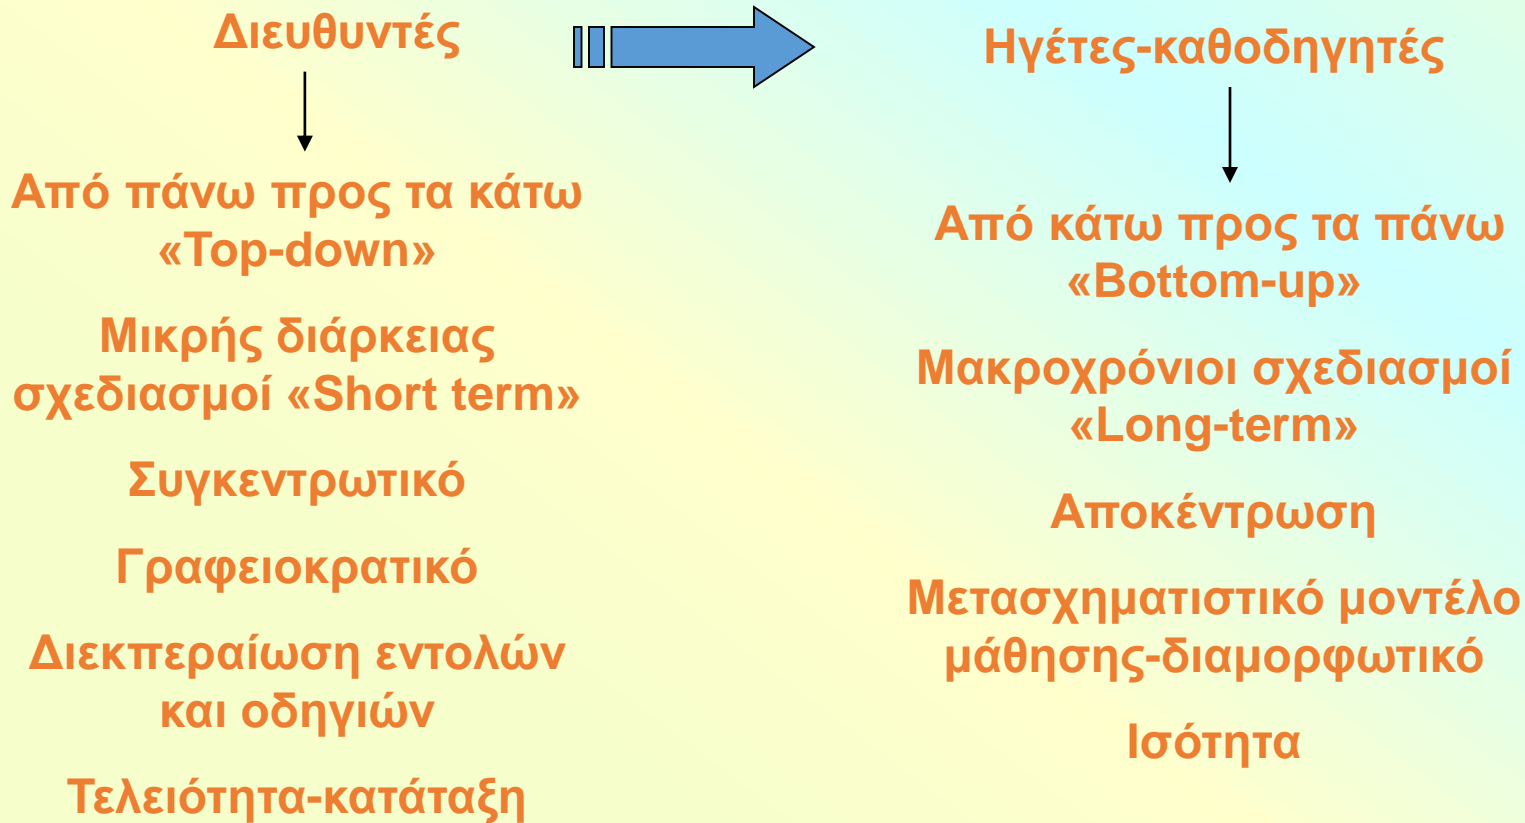 Διευθυντές
Από πάνω προς τα κάτω
«Top-down»
Μικρής διάρκειας
σχεδιασμοί «Short term»
Συγκεντρωτικό
Γραφειοκρατικό
Διεκπεραίωση εντολών
και οδηγιών
Τελειότητα-κατάταξη
Ηγέτες-καθοδηγητές
Από κάτω προς τα πάνω
«Bottom-up»
Μακροχρόνιοι σχεδιασμοί
«Long-term»
Αποκέντρωση
Μετασχηματιστικό μοντέλο
μάθησης-διαμορφωτικό
Ισότητα